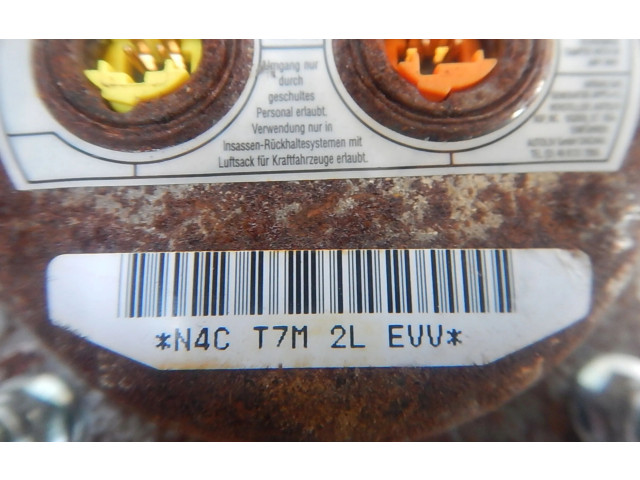 Umgang nur
durch
geschultes
Personal erlaubt.
Verwendung nur in
Insassen-Rückhaltesystemen mit
Luftsack für Kraftfahrzeuge erlaubt.
*N4C T7M 2L EVV*